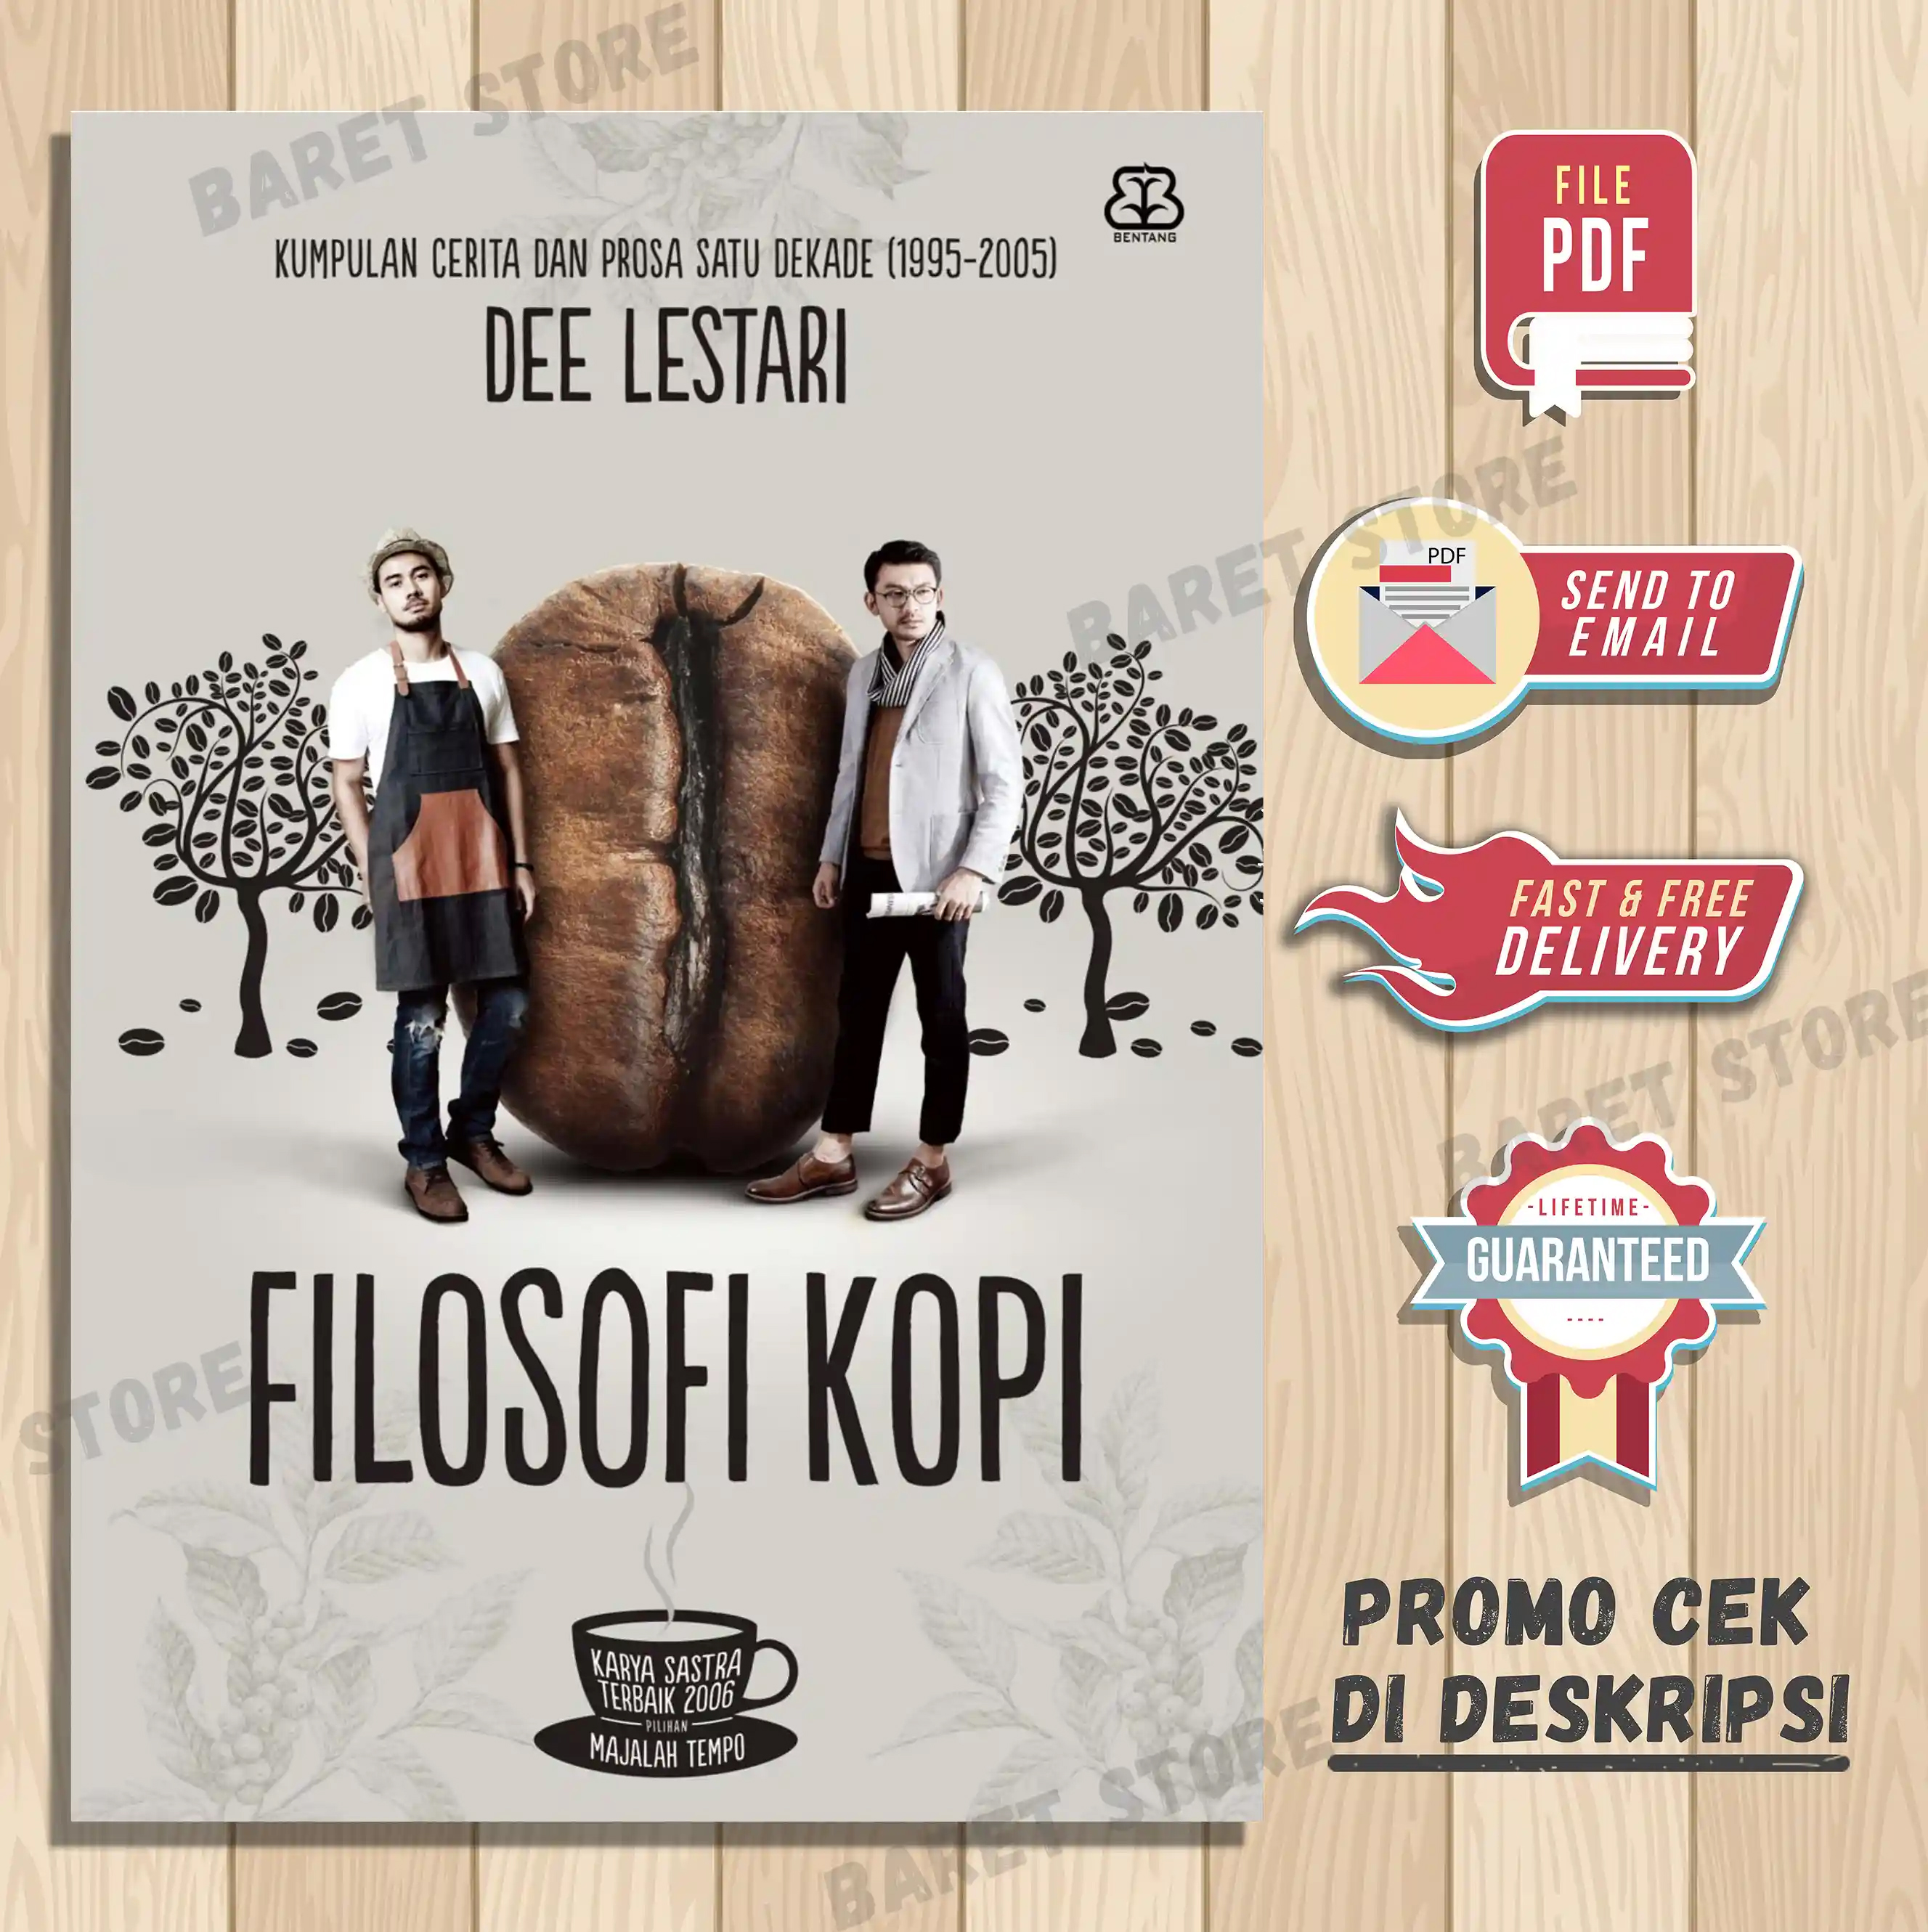 BARET STORE
BENTANG
KUMPULAN CERITA DAN PROSA SATU DEKADE (1995-2005)
DEE LESTARI
FILOSOFI KOPI
KARYA SASTRA
TERBAIK 2006
PILIHAN
MAJALAH TEMPO
FILE
PDF
BARET STORE
PDF
SEND TO
EMAIL
FAST & FREE
DELIVERY
BARET STORE
-LIFETIME-
GUARANTEED
----
STORE
PROMO CEK
DI DESKRIPSI
BARET STORE